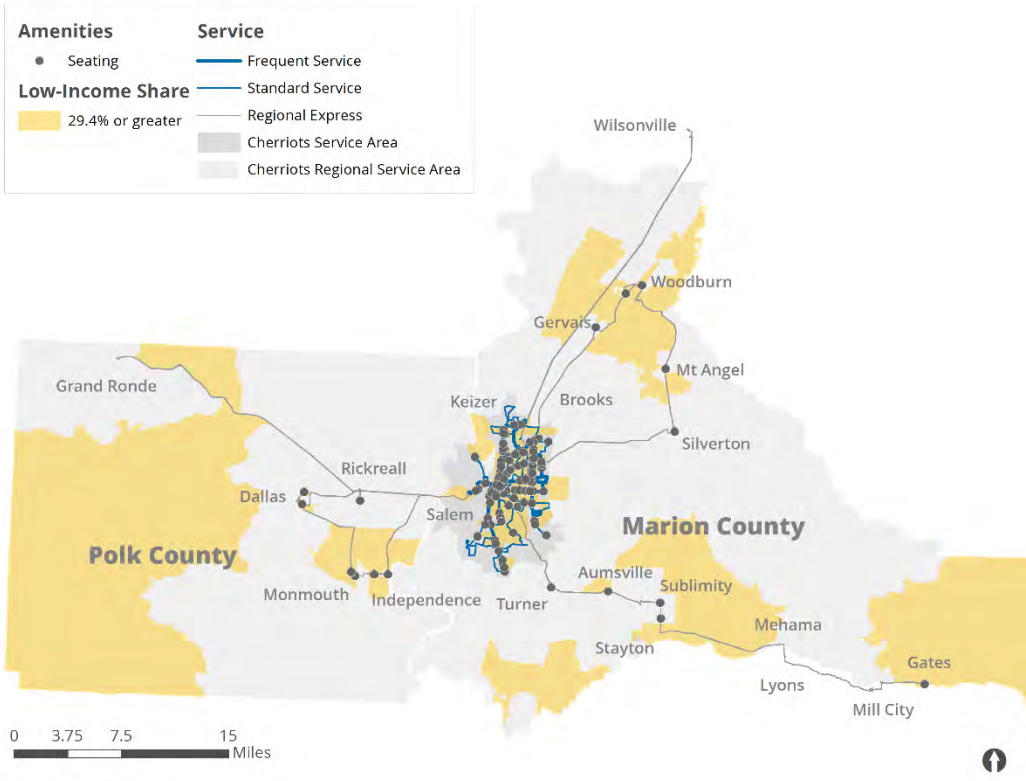 Amenities
Seating
Low-Income Share
29.4% or greater
Service
Frequent Service
Standard Service
Regional Express
Cherriots Service Area
Cherriots Regional Service Area
Wilsonville
Woodburn
Gervais
Mt Angel
Grand Ronde
Keizer
Brooks
Silverton
Rickreall
Dallas
Salem
Marion County
Polk County
Aumsville
Sublimity
Monmouth
Independence
Turner
Mehama
Stayton
Gates
Lyons
Mill City
0 3.75 7.5 15
Miles